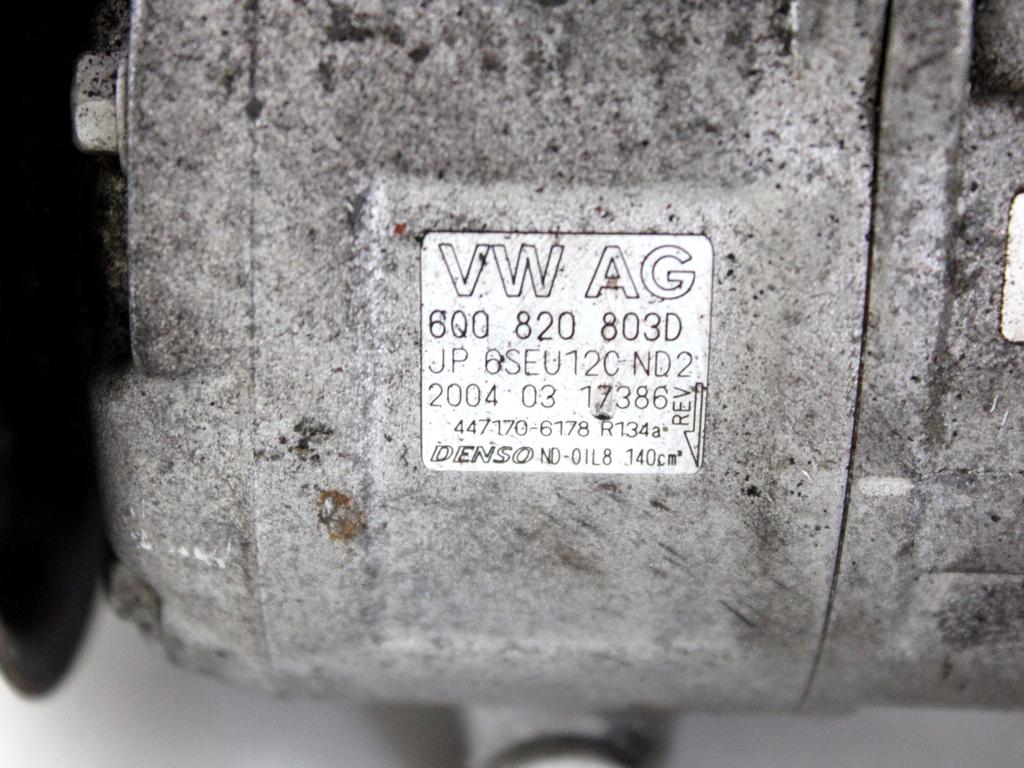 VW AG
6Q0 820 803D
JP 6SEU12C ND2
2004 03 17386
REV
447170-6178 R134a
DENSO ND-OIL8 140cm³